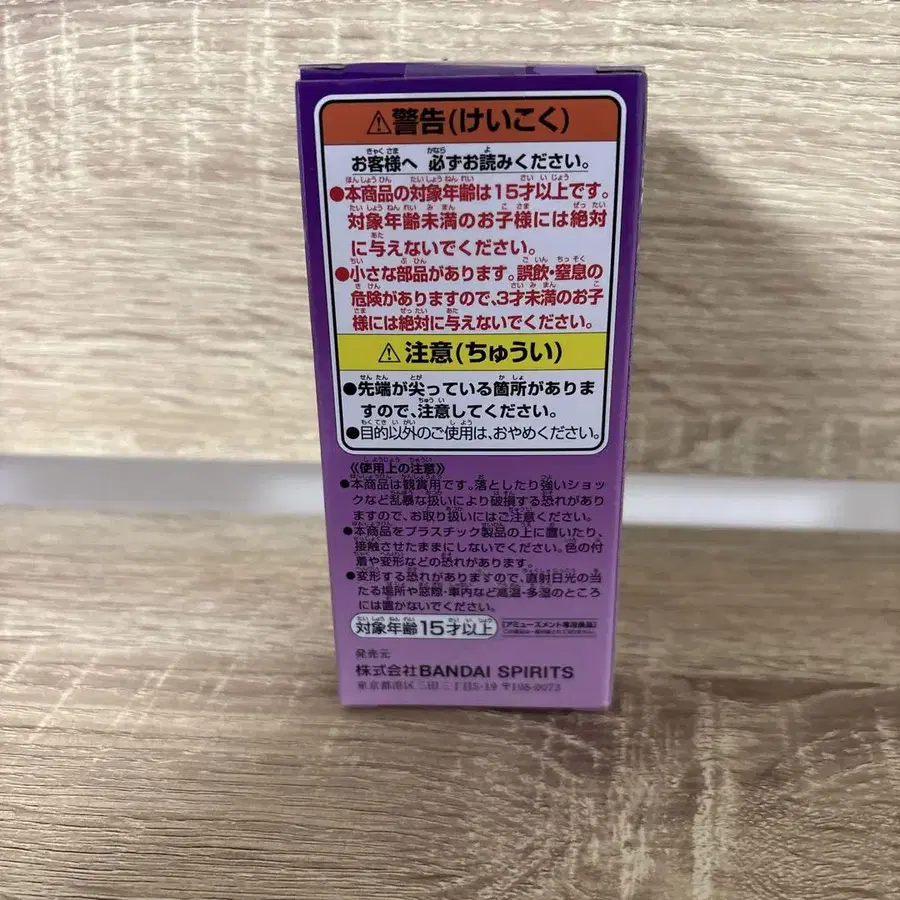 ⚠警告(けいこく)
お客様へ 必ずお読みください。
●本商品の対象年齢は15才以上です。
対象年齢未満のお子様には絶対
に与えないでください。
●小さな部品があります。誤飲・窒息の
危険がありますので、3才未満のお子
様には絶対に与えないでください。
⚠注意(ちゅうい)
●先端が尖っている箇所がありま
すので、注意してください。
●目的以外のご使用は、おやめください。
《使用上の注意》
●本商品は観賞用です。落としたり強いショッ
クなど乱暴な扱いにより破損する恐れがあり
ますので、お取り扱いにはご注意ください。
●本商品をプラスチック製品の上に置いたり、
接触させたままにしないでください。色の付
着や変形などの恐れがあります。
●変形する恐れがありますので、直射日光の当
たる場所や窓際・車内など高温・多湿のところ
には置かないでください。
対象年齢15才以上
アミューズメント専用景品
発売元
株式会社BANDAI SPIRITS
東京都港区三田三丁目5-19 〒108-0073